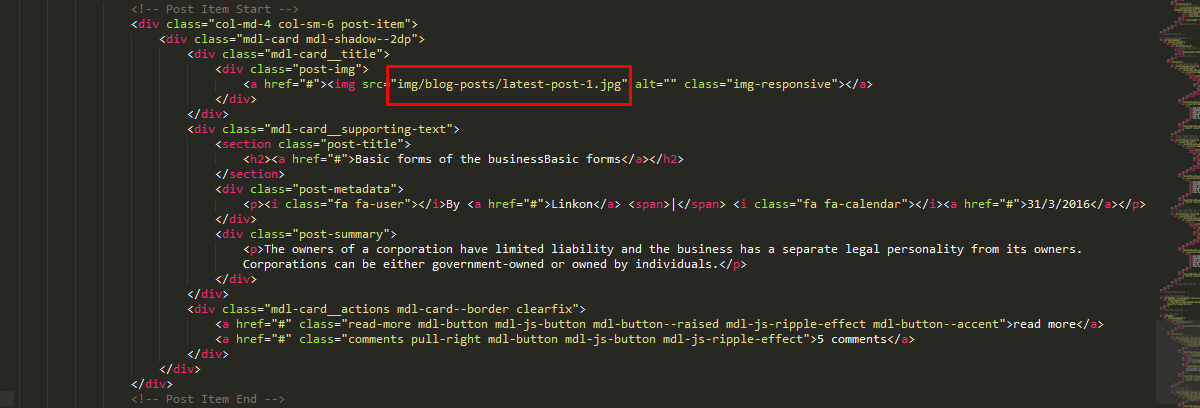 <!-- Post Item Start -->
<div class="col-md-4 col-sm-6 post-item">
<div class="mdl-card mdl-shadow--2dp">
<div class="mdl-card__title">
<div class="post-img">
<a href="#"><img src="img/blog-posts/latest-post-1.jpg" alt="" class="img-responsive"></a>
</div>
</div>
<div class="mdl-card__supporting-text">
<section class="post-title">
<h2><a href="#">Basic forms of the businessBasic forms</a></h2>
</section>
<div class="post-metadata">
<p><i class="fa fa-user"></i>By <a href="#">Linkon</a> <span>|</span> <i class="fa fa-calendar"></i><a href="#">31/3/2016</a></p>
</div>
<div class="post-summary">
<p>The owners of a corporation have limited liability and the business has a separate legal personality from its owners.
Corporations can be either government-owned or owned by individuals.</p>
</div>
</div>
<div class="mdl-card__actions mdl-card--border clearfix">
<a href="#" class="read-more mdl-button mdl-js-button mdl-button--raised mdl-js-ripple-effect mdl-button--accent">read more</a>
<a href="#" class="comments pull-right mdl-button mdl-js-button mdl-js-ripple-effect">5 comments</a>
</div>
</div>
</div>
<!-- Post Item End -->